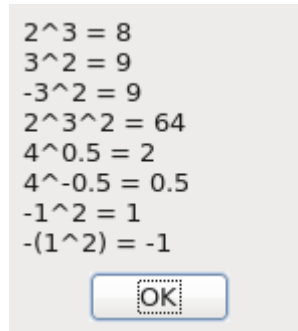 2^3 = 8
3^2 = 9
-3^2 = 9
2^3^2 = 64
4^0.5 = 2
4^-0.5 = 0.5
-1^2 = 1
-(1^2) = -1
OK